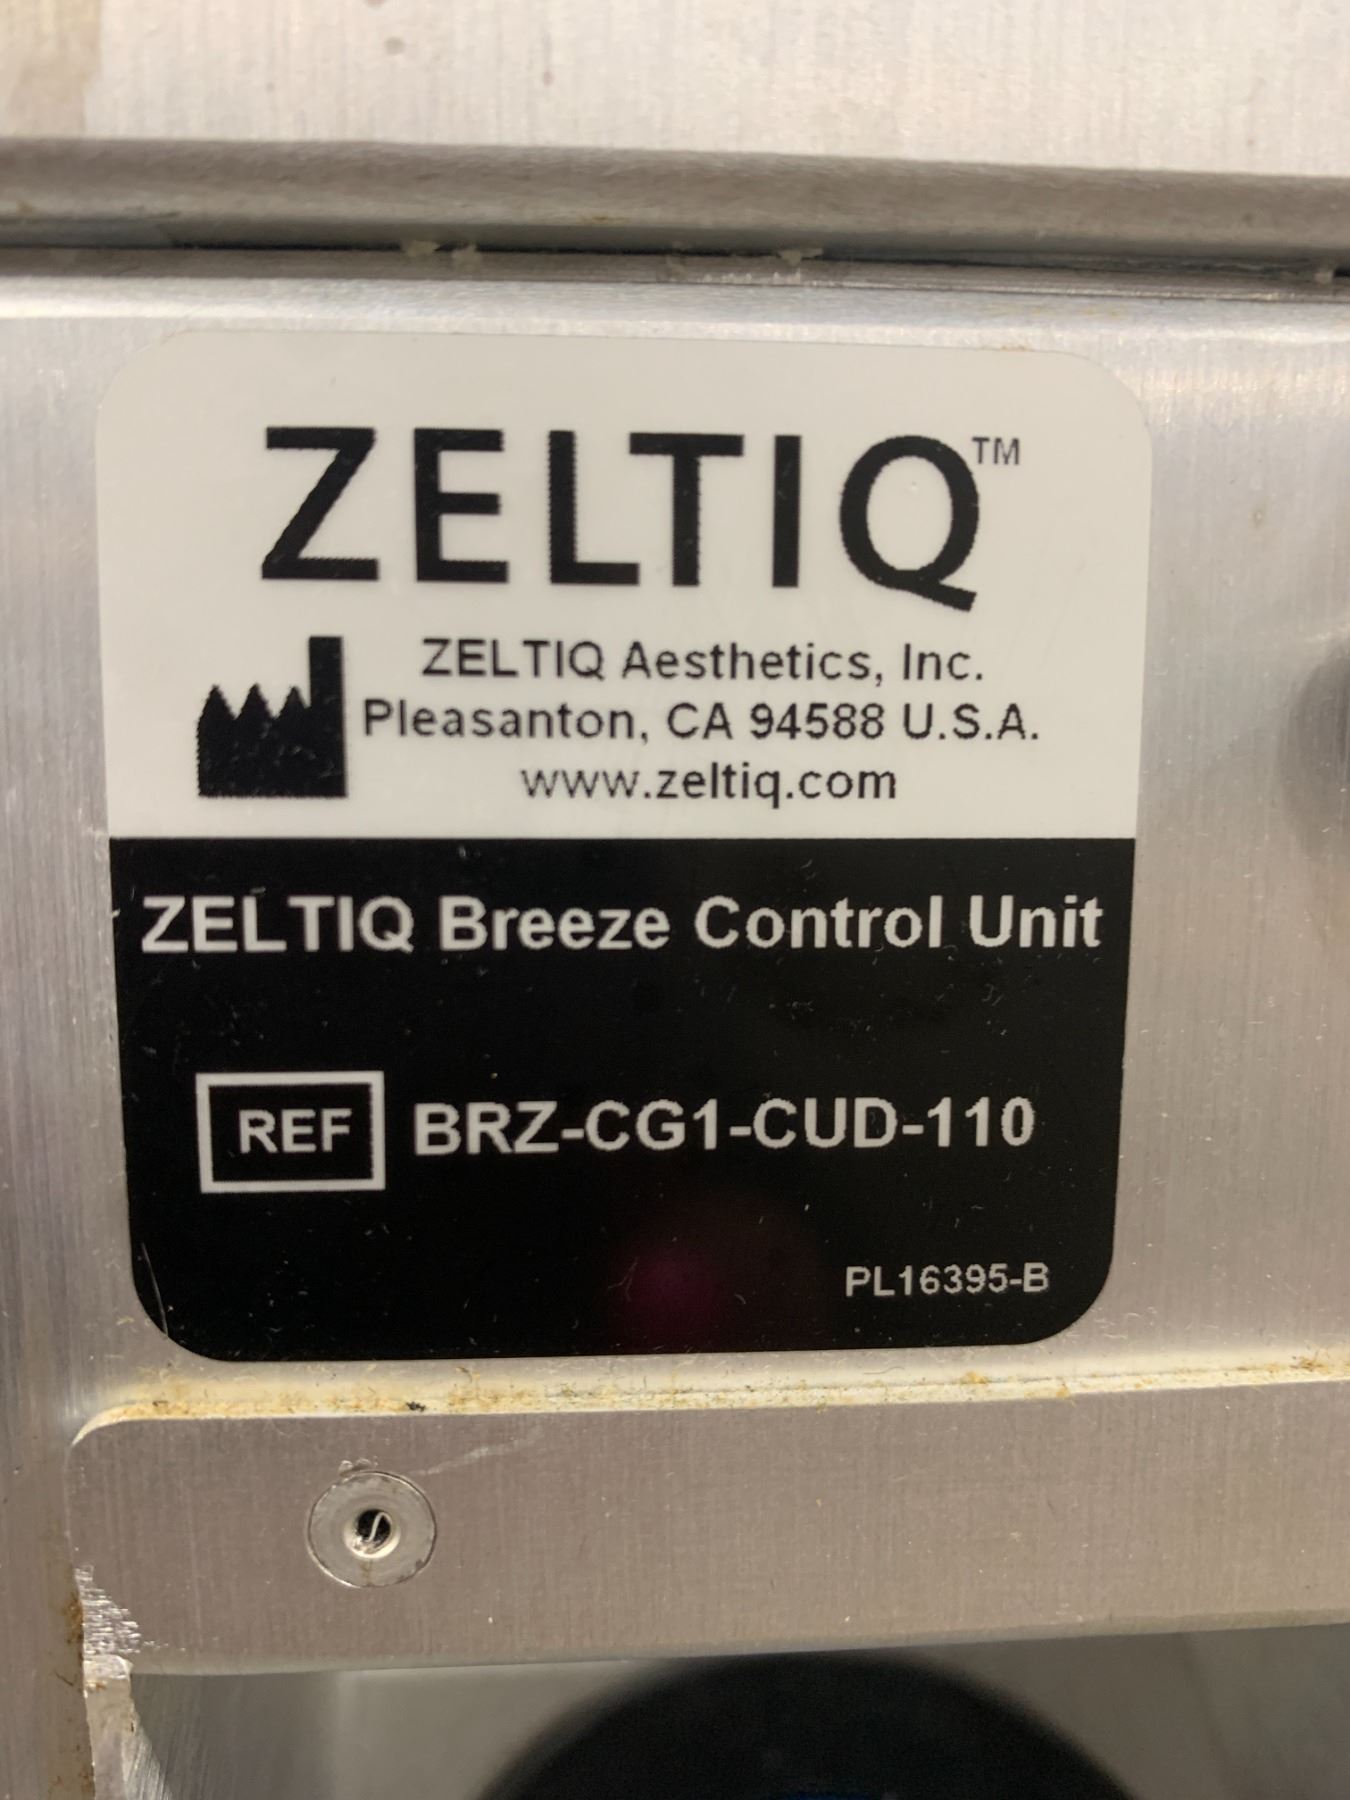 ZELTIQ™
ZELTIQ Aesthetics, Inc.
Pleasanton, CA 94588 U.S.A.
www.zeltiq.com
ZELTIQ Breeze Control Unit
REF BRZ-CG1-CUD-110
PL16395-B